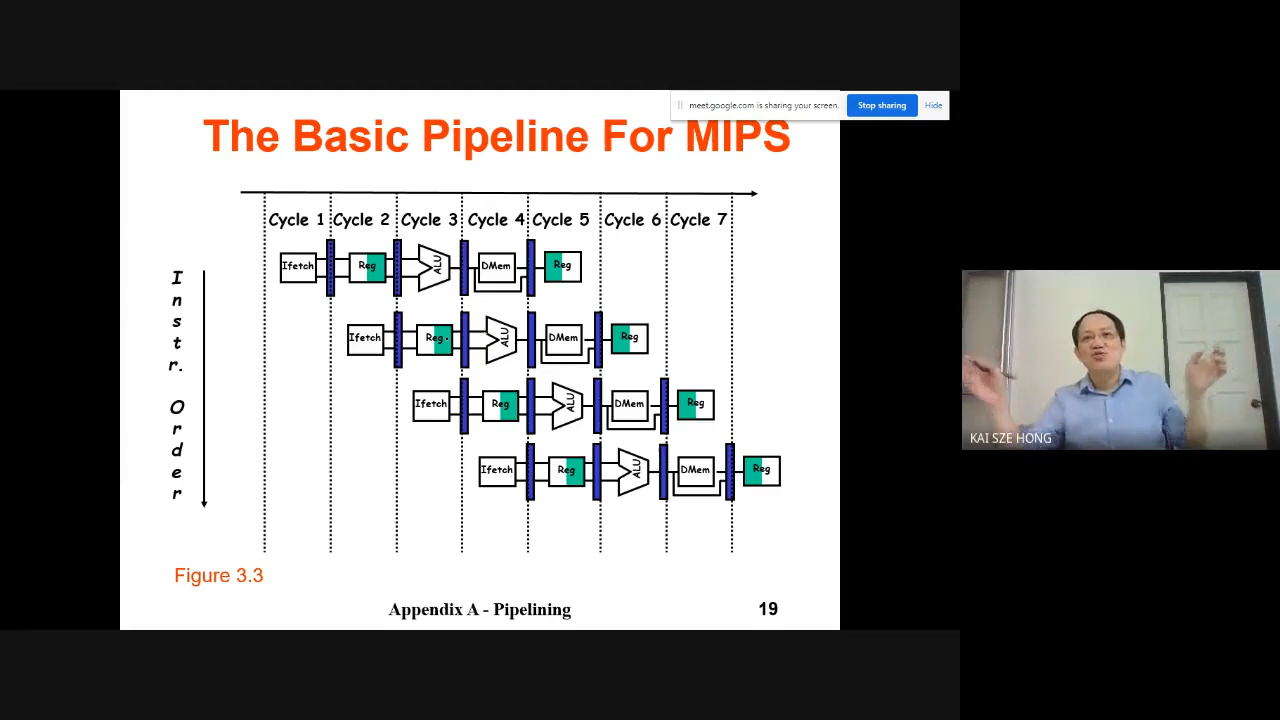 meet.google.com is sharing your screen.
Stop sharing
Hide
The Basic Pipeline For MIPS
Cycle 1 Cycle 2 Cycle 3 Cycle 4 Cycle 5 Cycle 6 Cycle 7
Ifetch Reg ALU DMem Reg
Ifetch Reg ALU DMem Reg
Ifetch Reg ALU DMem Reg
Ifetch Reg ALU DMem Reg
Instr. Order
KAI SZE HONG
Figure 3.3
Appendix A - Pipelining
19